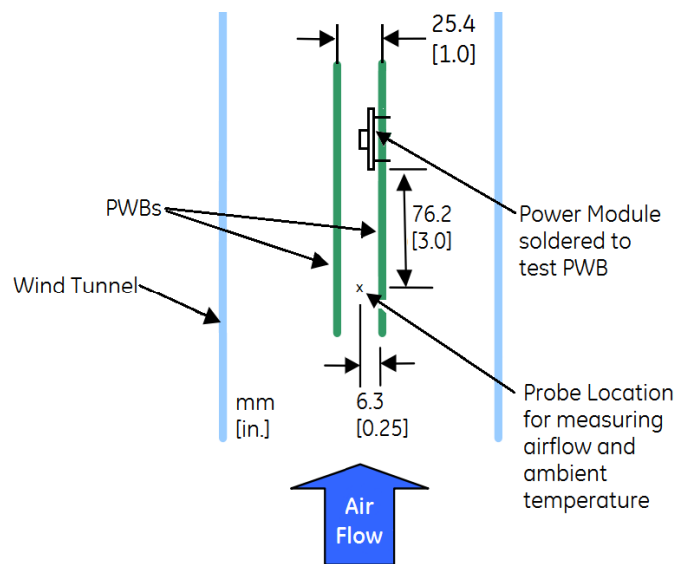 25.4
[1.0]
PWBs
76.2
[3.0]
Power Module
soldered to
test PWB
Wind Tunnel
x
mm
[in.]
6.3
[0.25]
Probe Location
for measuring
airflow and
ambient
temperature
Air
Flow